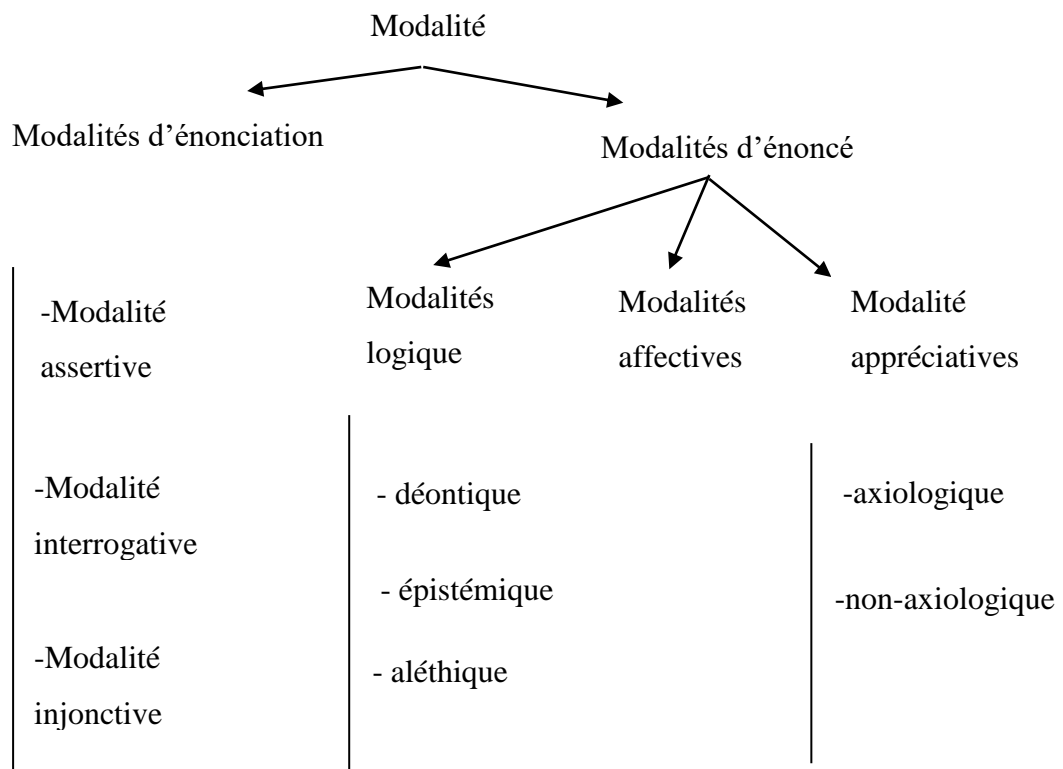 Modalité
Modalités d’énonciation
Modalités d’énoncé
-Modalité
assertive
-Modalité
interrogative
-Modalité
injonctive
Modalités
logique
- déontique
- épistémique
- aléthique
Modalités
affectives
Modalité
appréciatives
-axiologique
-non-axiologique